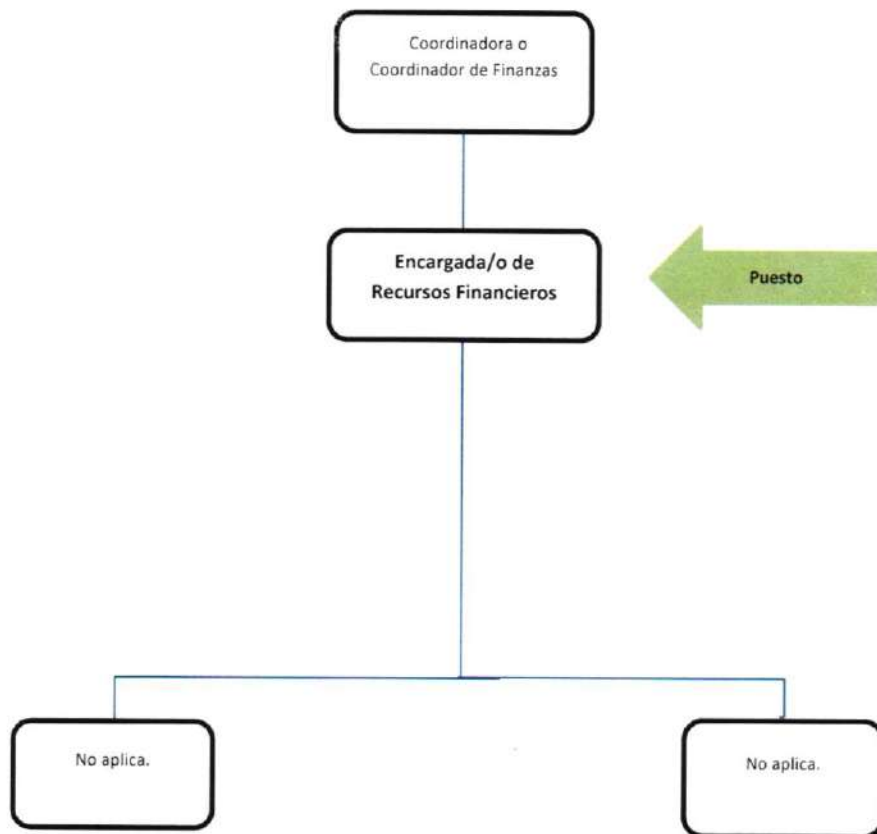 Coordinadora o
Coordinador de Finanzas
Encargada/o de
Recursos Financieros
Puesto
No aplica.
No aplica.